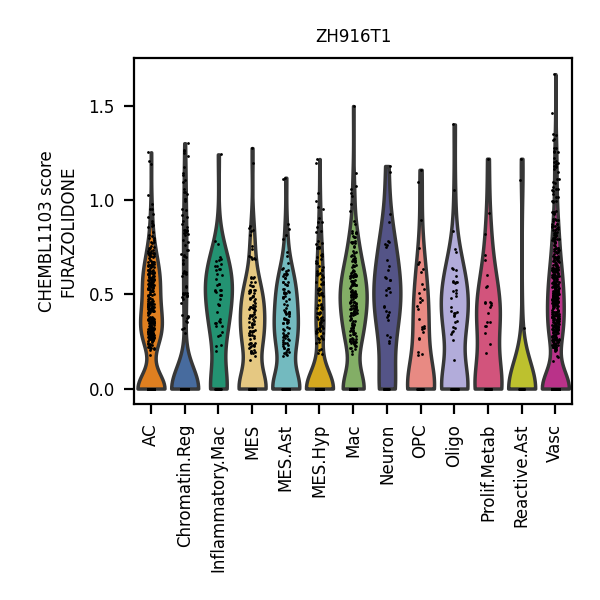 ZH916T1
CHEMBL1103 score
FURAZOLIDONE
1.5
1.0
0.5
0.0
AC
Chromatin.Reg
Inflammatory.Mac
MES
MES.Ast
MES.Hyp
Mac
Neuron
OPC
Oligo
Prolif.Metab
Reactive.Ast
Vasc